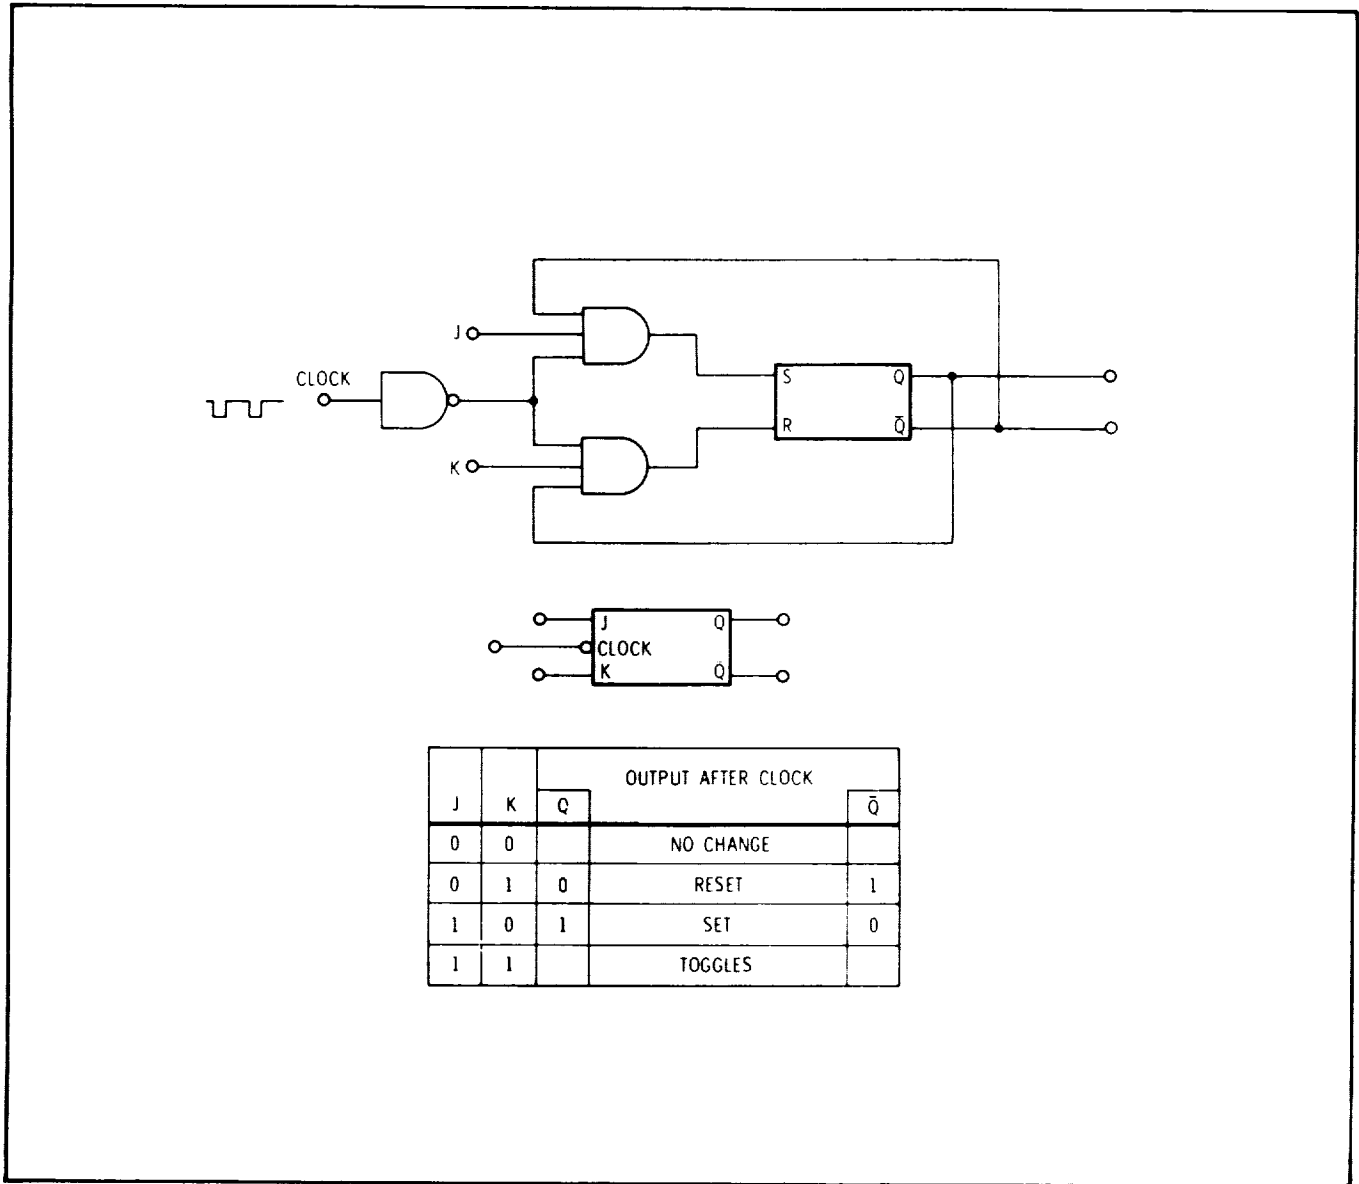 J
CLOCK
K
S Q
R Q̄
J Q
CLOCK
K Q̄
OUTPUT AFTER CLOCK
J K Q Q̄
0 0 NO CHANGE
0 1 0 RESET 1
1 0 1 SET 0
1 1 TOGGLES